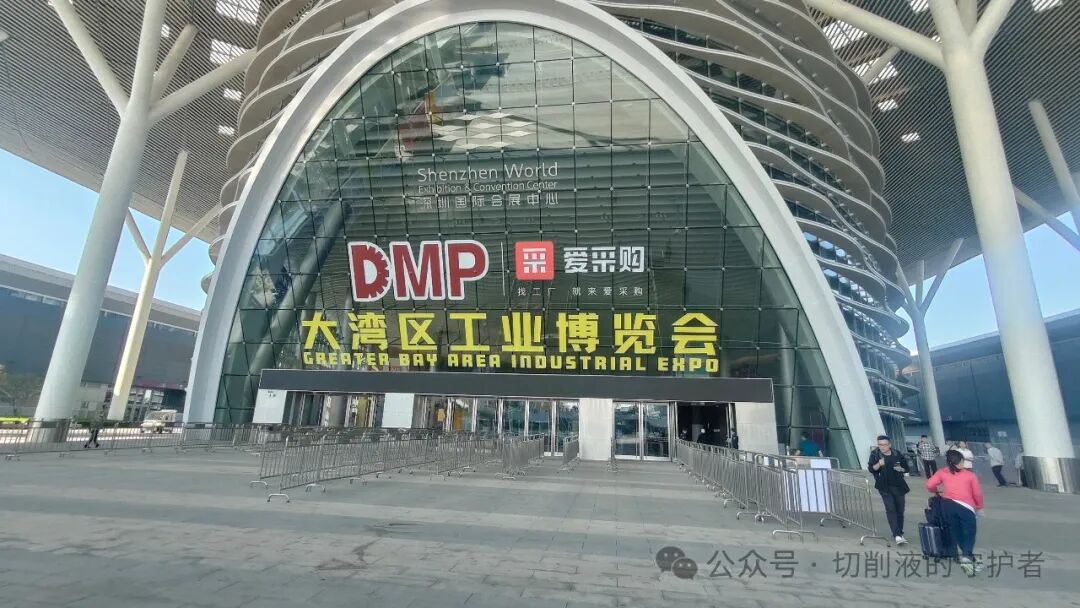 Shenzhen World
Exhibition & Convention Center
深圳国际会展中心
DMP
采 爱采购
找工厂 就来爱采购
大湾区工业博览会
GREATER BAY AREA INDUSTRIAL EXPO
公众号 · 切削液的守护者